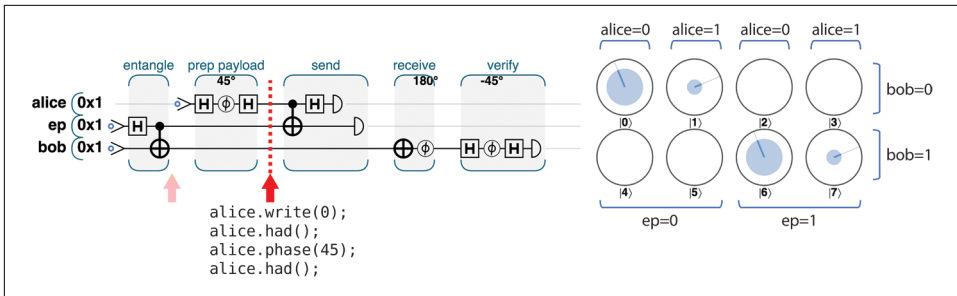 entangle prep payload send receive verify
45° 180° -45°
alice 0x1 H ϕ H H
ep 0x1 H
bob 0x1 ϕ H ϕ H
alice.write(0);
alice.had();
alice.phase(45);
alice.had();
alice=0 alice=1 alice=0 alice=1
|0⟩ |1⟩ |2⟩ |3⟩
bob=0
|4⟩ |5⟩ |6⟩ |7⟩
bob=1
ep=0 ep=1